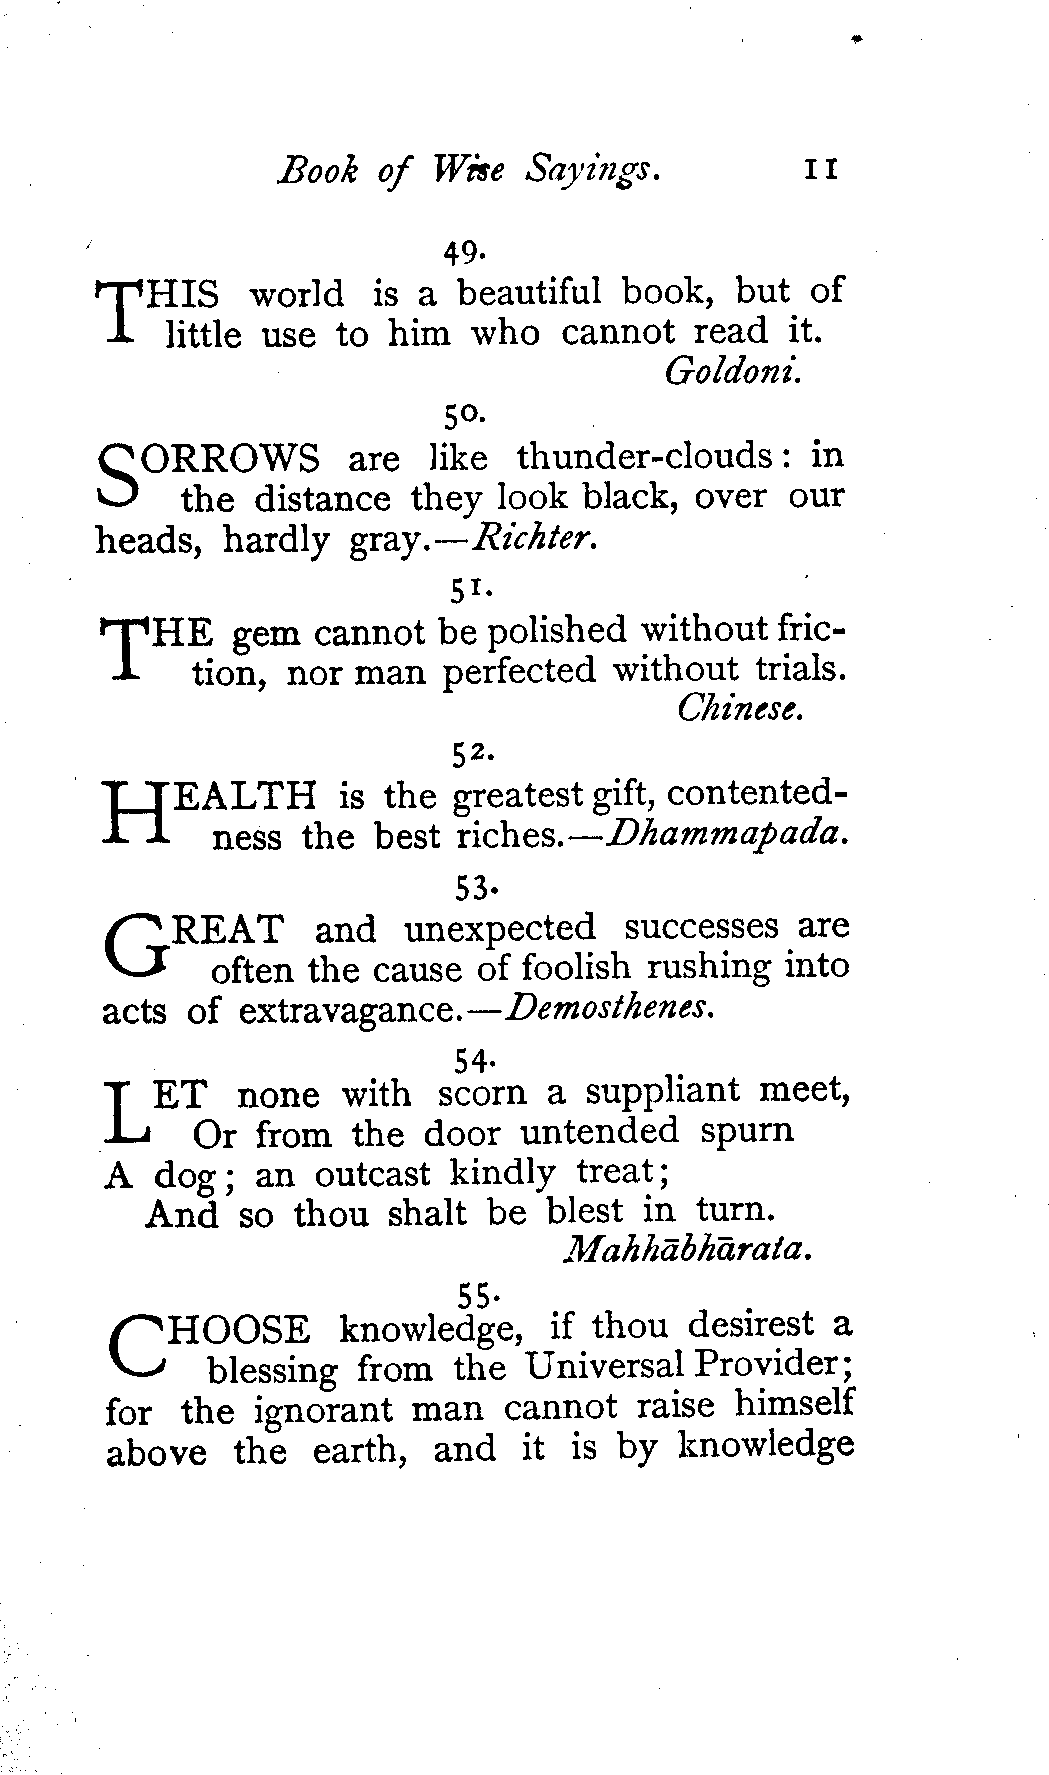 Book of Wise Sayings. 11
49.
THIS world is a beautiful book, but of
little use to him who cannot read it.
Goldoni.
50.
SORROWS are like thunder-clouds: in
the distance they look black, over our
heads, hardly gray.—Richter.
51.
THE gem cannot be polished without fric-
tion, nor man perfected without trials.
Chinese.
52.
HEALTH is the greatest gift, contented-
ness the best riches.—Dhammapada.
53.
GREAT and unexpected successes are
often the cause of foolish rushing into
acts of extravagance.—Demosthenes.
54.
LET none with scorn a suppliant meet,
Or from the door untended spurn
A dog; an outcast kindly treat;
And so thou shalt be blest in turn.
Mahhābhārata.
55.
CHOOSE knowledge, if thou desirest a
blessing from the Universal Provider;
for the ignorant man cannot raise himself
above the earth, and it is by knowledge